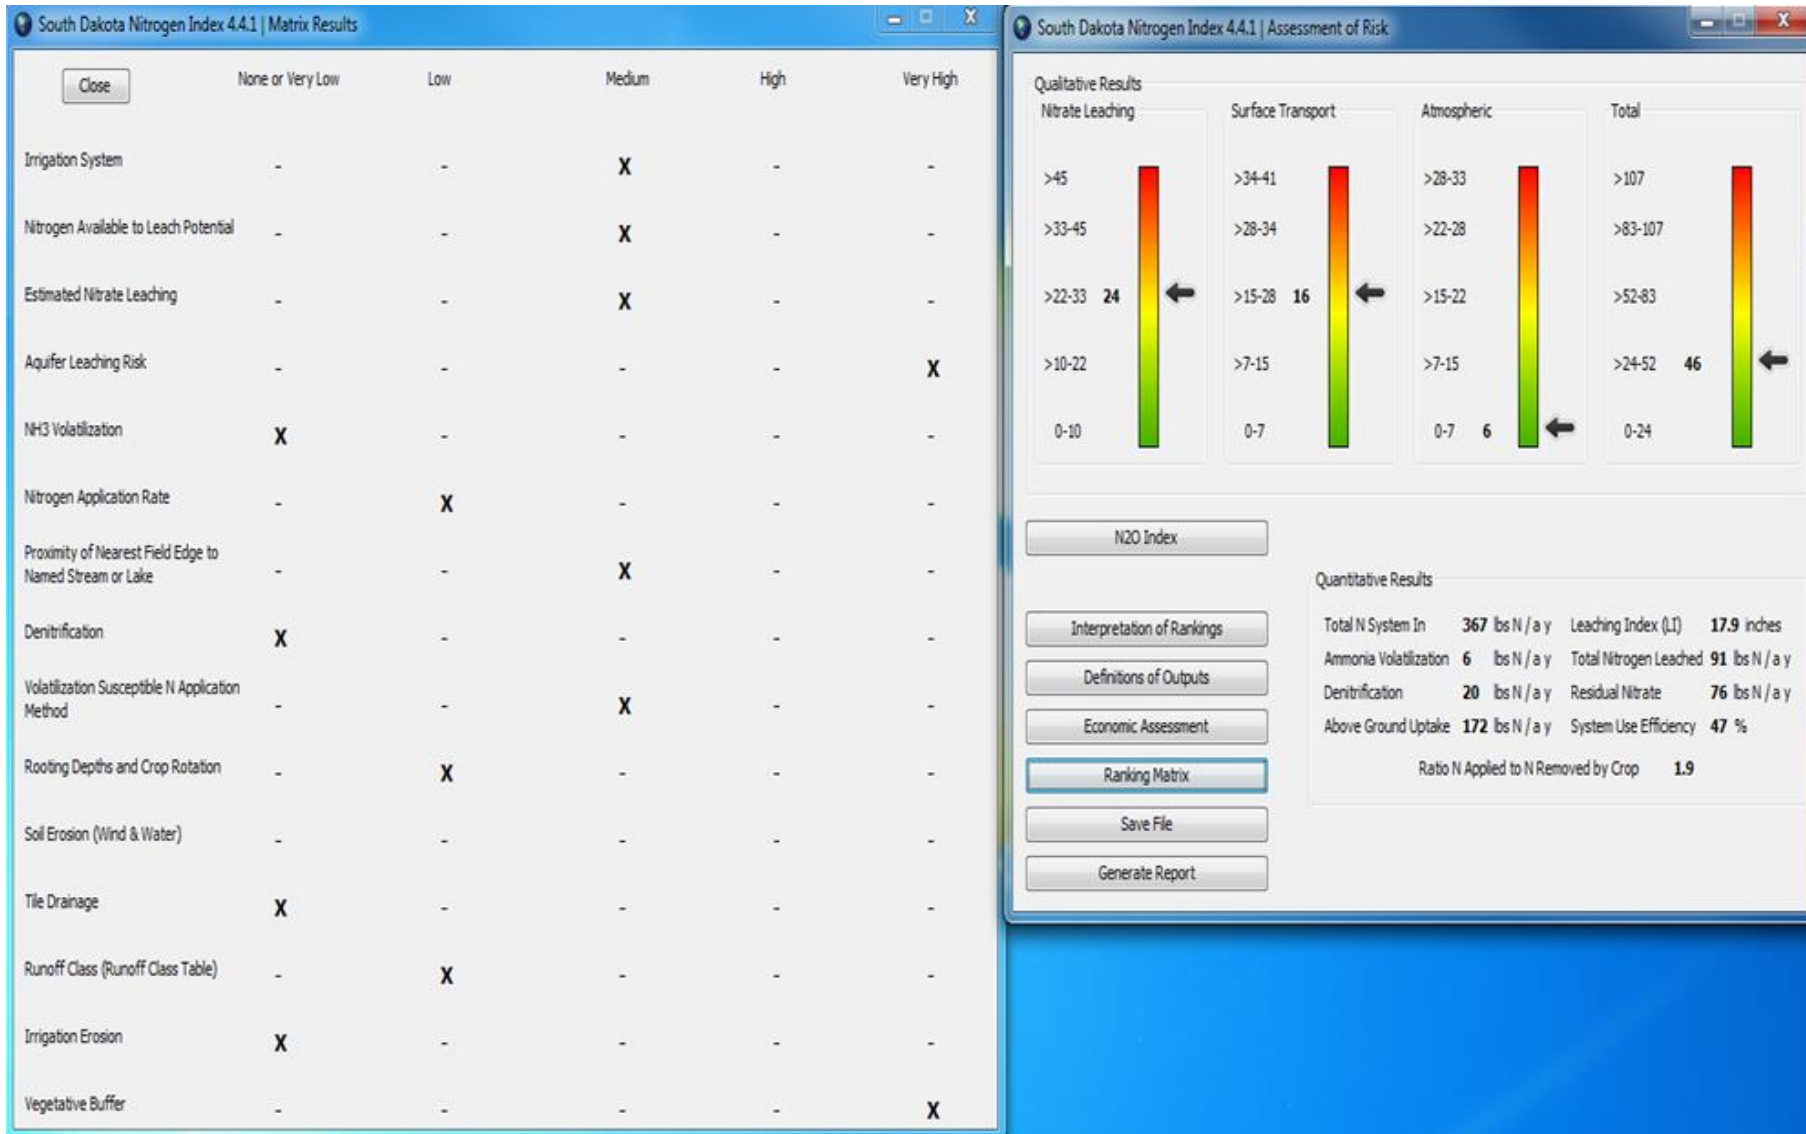 South Dakota Nitrogen Index 4.4.1 | Matrix Results
Close None or Very Low Low Medium High Very High
Irrigation System - - X - -
Nitrogen Available to Leach Potential - - X - -
Estimated Nitrate Leaching - - X - -
Aquifer Leaching Risk - - - - X
NH3 Volatilization X - - - -
Nitrogen Application Rate - X - - -
Proximity of Nearest Field Edge to
Named Stream or Lake - - X - -
Denitrification X - - - -
Volatilization Susceptible N Application
Method - - X - -
Rooting Depths and Crop Rotation - X - - -
Soil Erosion (Wind & Water) - - - - -
Tile Drainage X - - - -
Runoff Class (Runoff Class Table) - X - - -
Irrigation Erosion X - - - -
Vegetative Buffer - - - - X
South Dakota Nitrogen Index 4.4.1 | Assessment of Risk
Qualitative Results
Nitrate Leaching Surface Transport Atmospheric Total
>45 >34-41 >28-33 >107
>33-45 >28-34 >22-28 >83-107
>22-33 24 >15-28 16 >15-22 >52-83
>10-22 >7-15 >7-15 >24-52 46
0-10 0-7 0-7 6 0-24
N2O Index
Interpretation of Rankings
Definitions of Outputs
Economic Assessment
Ranking Matrix
Save File
Generate Report
Quantitative Results
Total N System In 367 lbs N / a y Leaching Index (LI) 17.9 inches
Ammonia Volatilization 6 lbs N / a y Total Nitrogen Leached 91 lbs N / a y
Denitrification 20 lbs N / a y Residual Nitrate 76 lbs N / a y
Above Ground Uptake 172 lbs N / a y System Use Efficiency 47 %
Ratio N Applied to N Removed by Crop 1.9